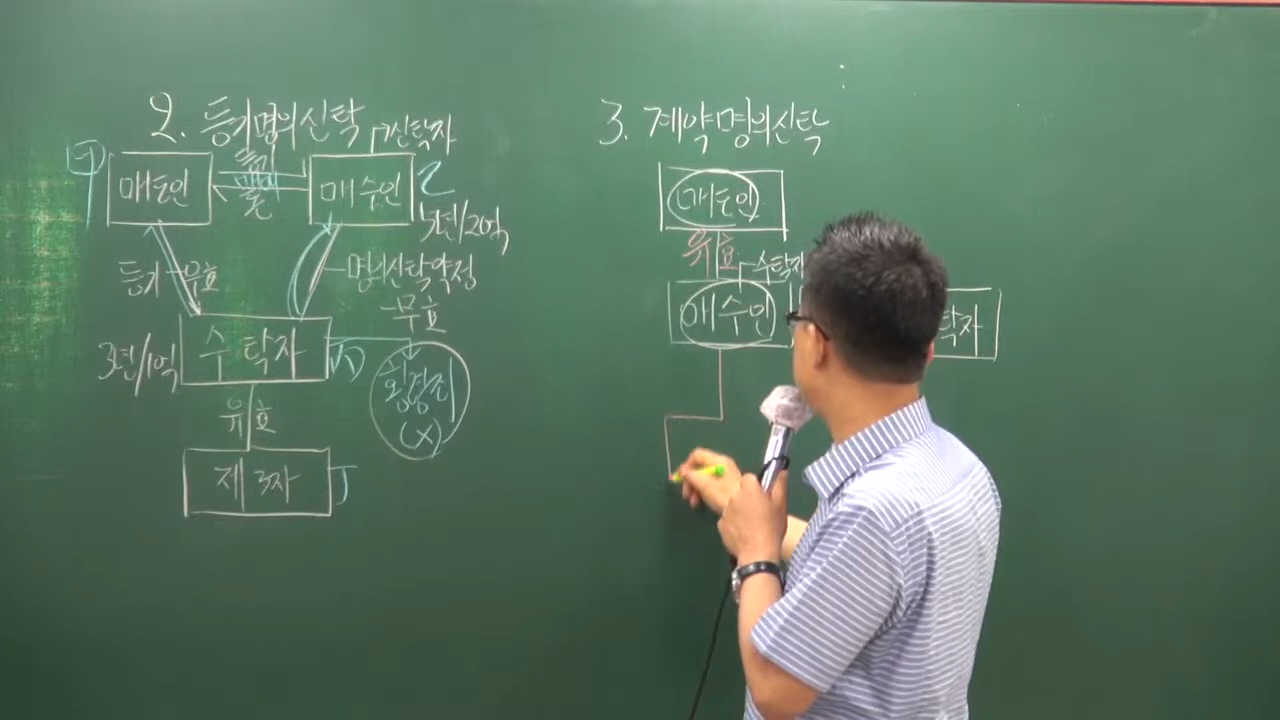 2. 등기명의신탁
신탁자
매도인
매수인
5년/20억
등기
무효
명의신탁약정
무효
3년/1억
수탁자
횡령죄
(X)
유효
제3자
3. 계약명의신탁
매도인
유효
수탁자
매수인
탁자